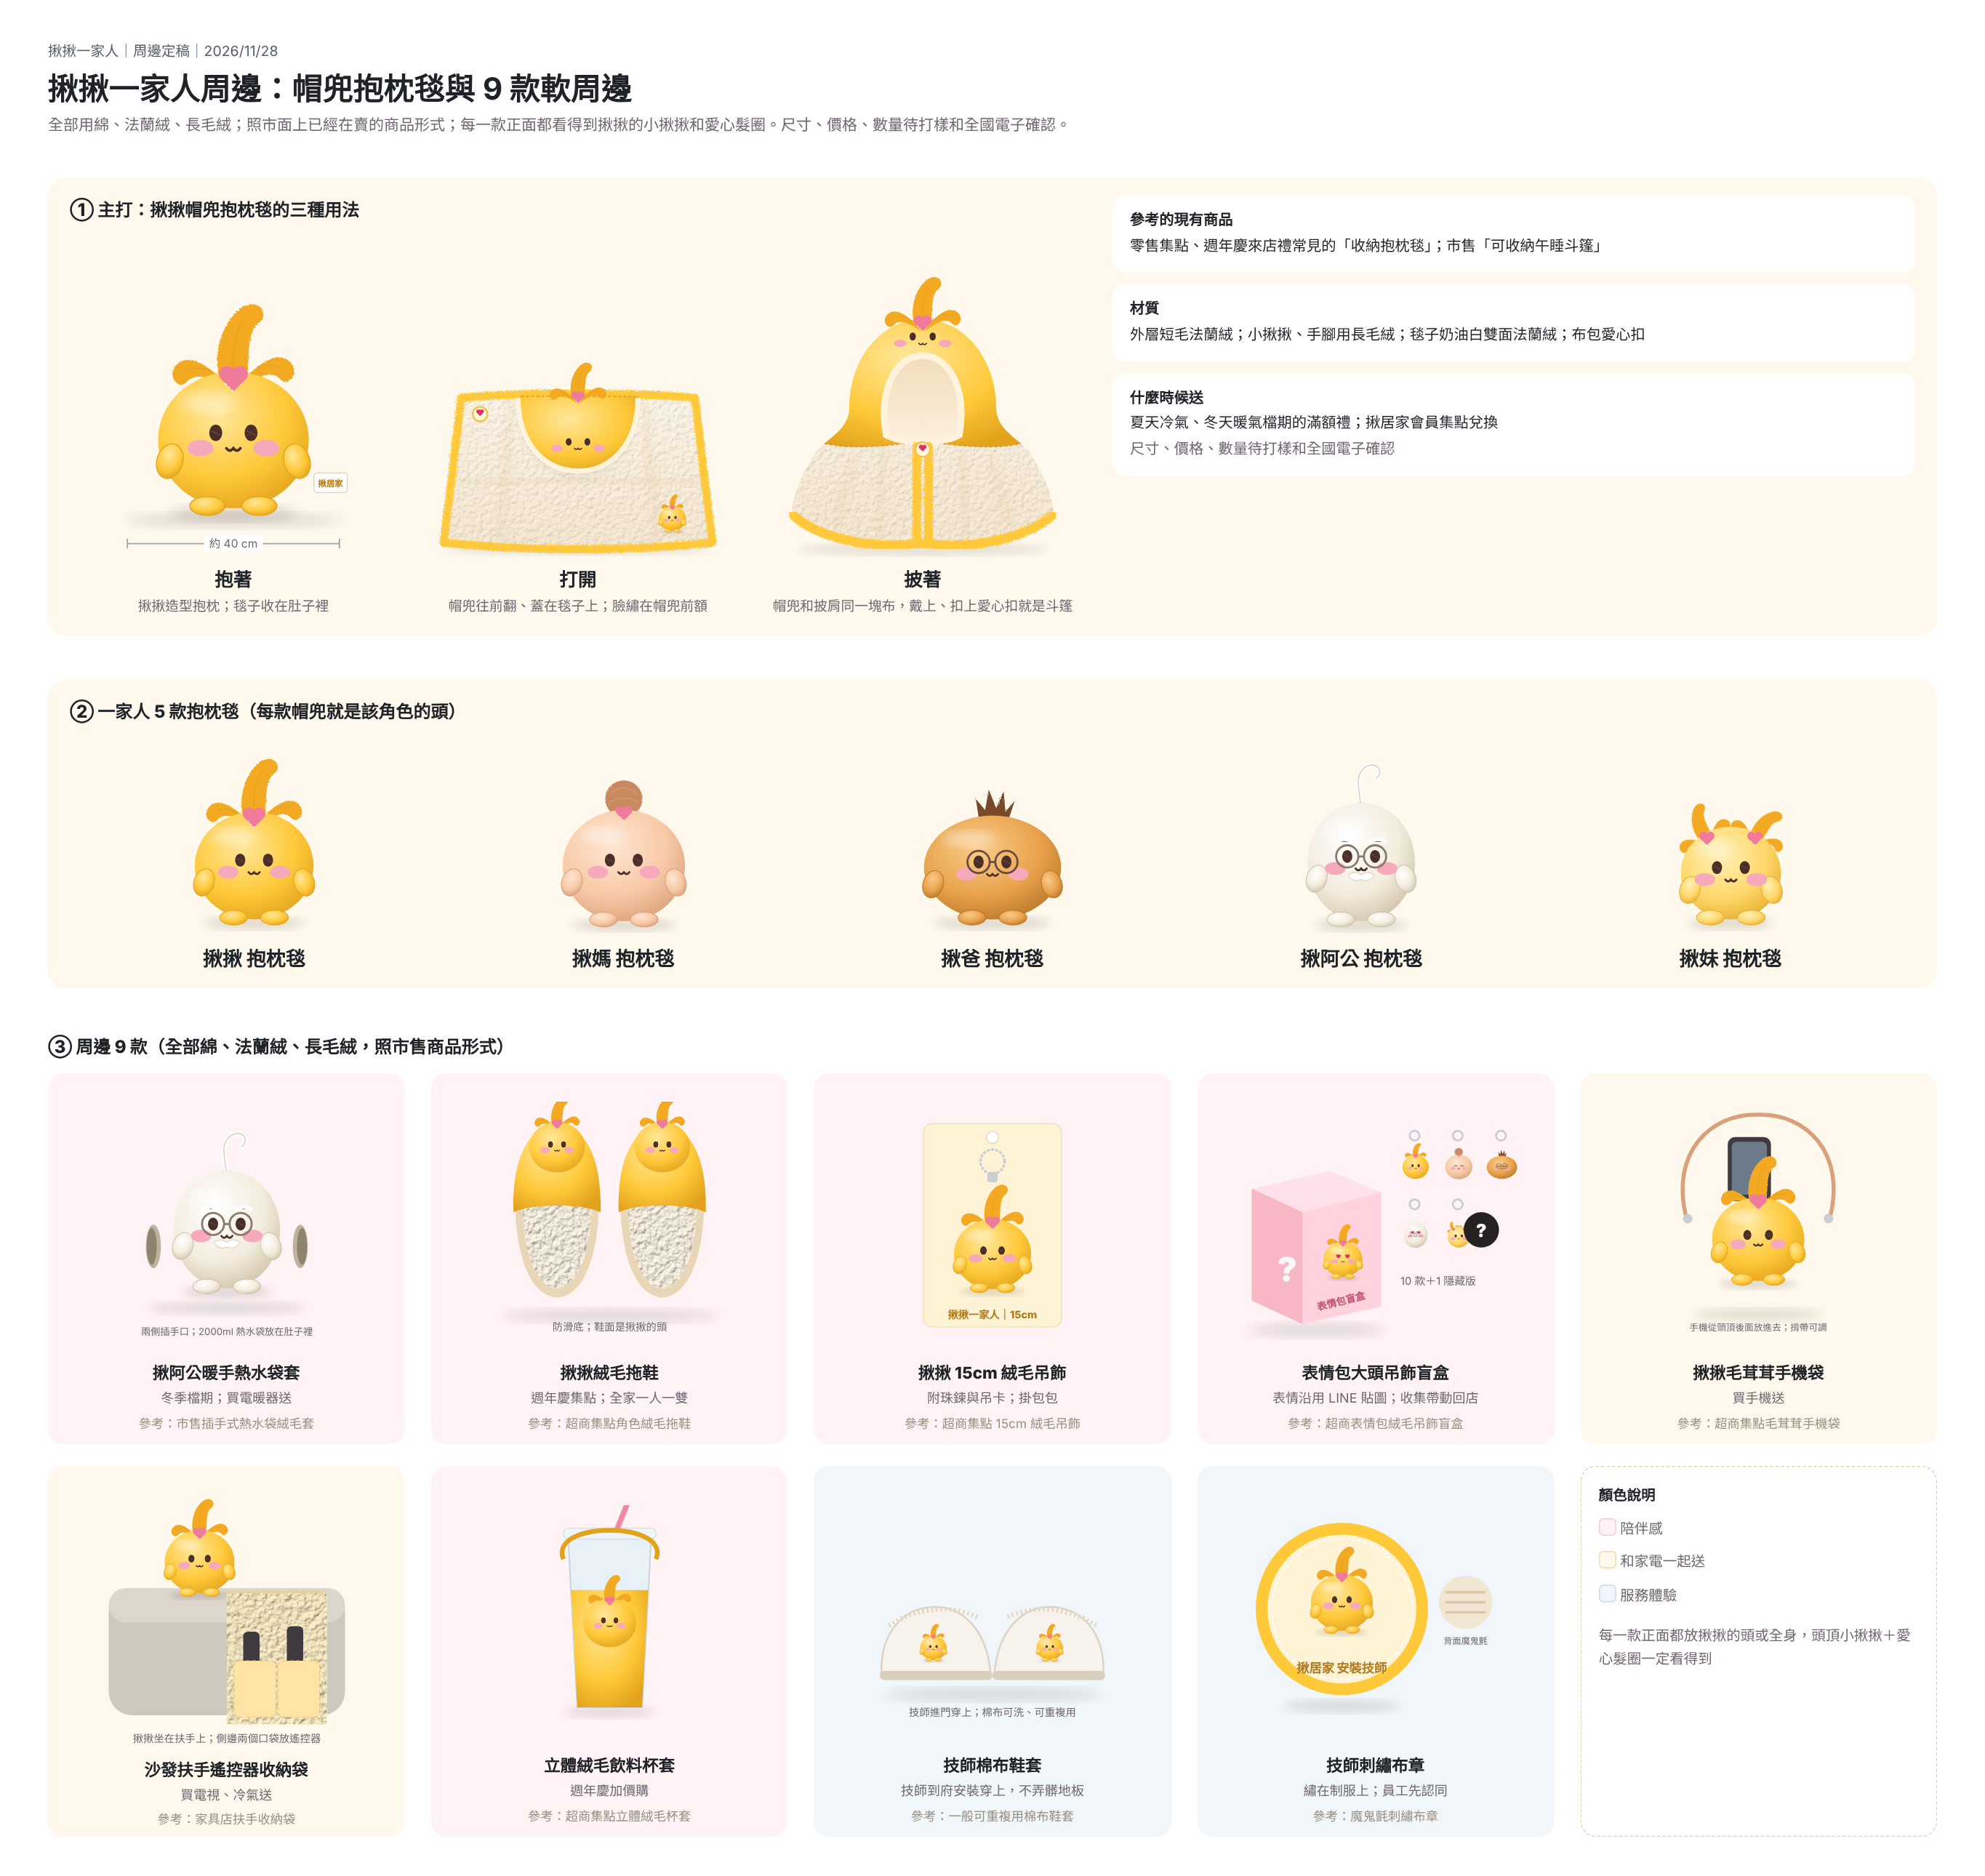 揪揪一家人｜周邊定稿｜2026/11/28
揪揪一家人周邊：帽兜抱枕毯與 9 款軟周邊
全部用綿、法蘭絨、長毛絨；照市面上已經在賣的商品形式；每一款正面都看得到揪揪的小揪揪和愛心髮圈。尺寸、價格、數量待打樣和全國電子確認。
① 主打：揪揪帽兜抱枕毯的三種用法
揪居家
約 40 cm
抱著
揪揪造型抱枕；毯子收在肚子裡
打開
帽兜往前翻、蓋在毯子上；臉繡在帽兜前額
披著
帽兜和披肩同一塊布，戴上、扣上愛心扣就是斗篷
參考的現有商品
零售集點、週年慶來店禮常見的「收納抱枕毯」；市售「可收納午睡斗篷」
材質
外層短毛法蘭絨；小揪揪、手腳用長毛絨；毯子奶油白雙面法蘭絨；布包愛心扣
什麼時候送
夏天冷氣、冬天暖氣檔期的滿額禮；揪居家會員集點兌換
尺寸、價格、數量待打樣和全國電子確認
② 一家人 5 款抱枕毯（每款帽兜就是該角色的頭）
揪揪 抱枕毯
揪媽 抱枕毯
揪爸 抱枕毯
揪阿公 抱枕毯
揪妹 抱枕毯
③ 周邊 9 款（全部綿、法蘭絨、長毛絨，照市售商品形式）
兩側插手口；2000ml 熱水袋放在肚子裡
揪阿公暖手熱水袋套
冬季檔期；買電暖器送
參考：市售插手式熱水袋絨毛套
防滑底；鞋面是揪揪的頭
揪揪絨毛拖鞋
週年慶集點；全家一人一雙
參考：超商集點角色絨毛拖鞋
揪揪一家人｜15cm
揪揪 15cm 絨毛吊飾
附珠鍊與吊卡；掛包包
參考：超商集點 15cm 絨毛吊飾
?
表情包盲盒
?
10 款＋1 隱藏版
表情包大頭吊飾盲盒
表情沿用 LINE 貼圖；收集帶動回店
參考：超商表情包絨毛吊飾盲盒
手機從頭頂後面放進去；揹帶可調
揪揪毛茸茸手機袋
買手機送
參考：超商集點毛茸茸手機袋
揪揪坐在扶手上；側邊兩個口袋放遙控器
沙發扶手遙控器收納袋
買電視、冷氣送
參考：家具店扶手收納袋
立體絨毛飲料杯套
週年慶加價購
參考：超商集點立體絨毛杯套
技師進門穿上；棉布可洗、可重複用
技師棉布鞋套
技師到府安裝穿上，不弄髒地板
參考：一般可重複用棉布鞋套
揪居家 安裝技師
背面魔鬼氈
技師刺繡布章
繡在制服上；員工先認同
參考：魔鬼氈刺繡布章
顏色說明
陪伴感
和家電一起送
服務體驗
每一款正面都放揪揪的頭或全身，頭頂小揪揪＋愛
心髮圈一定看得到